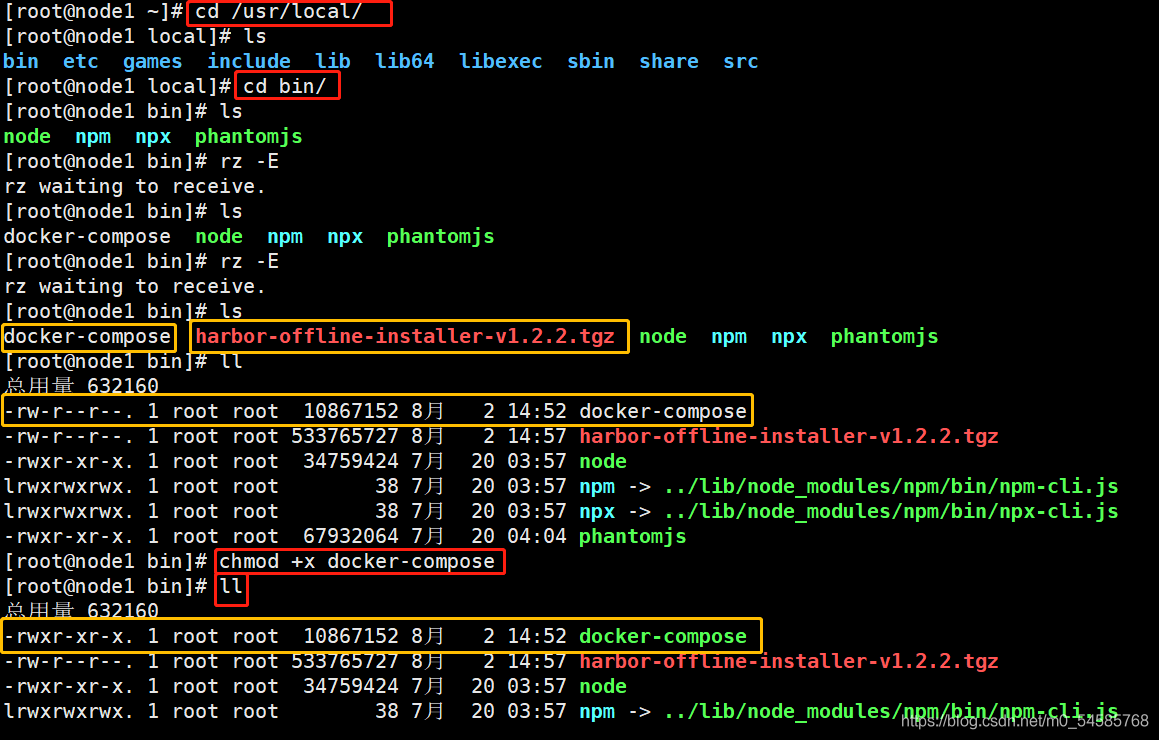 [root@node1 ~]# cd /usr/local/
[root@node1 local]# ls
bin  etc  games  include  lib  lib64  libexec  sbin  share  src
[root@node1 local]# cd bin/
[root@node1 bin]# ls
node  npm  npx  phantomjs
[root@node1 bin]# rz -E
rz waiting to receive.
[root@node1 bin]# ls
docker-compose  node  npm  npx  phantomjs
[root@node1 bin]# rz -E
rz waiting to receive.
[root@node1 bin]# ls
docker-compose  harbor-offline-installer-v1.2.2.tgz  node  npm  npx  phantomjs
[root@node1 bin]# ll
总用量 632160
-rw-r--r--. 1 root root  10867152 8月   2 14:52 docker-compose
-rw-r--r--. 1 root root 533765727 8月   2 14:57 harbor-offline-installer-v1.2.2.tgz
-rwxr-xr-x. 1 root root  34759424 7月  20 03:57 node
lrwxrwxrwx. 1 root root        38 7月  20 03:57 npm -> ../lib/node_modules/npm/bin/npm-cli.js
lrwxrwxrwx. 1 root root        38 7月  20 03:57 npx -> ../lib/node_modules/npm/bin/npx-cli.js
-rwxr-xr-x. 1 root root  67932064 7月  20 04:04 phantomjs
[root@node1 bin]# chmod +x docker-compose
[root@node1 bin]# ll
总用量 632160
-rwxr-xr-x. 1 root root  10867152 8月   2 14:52 docker-compose
-rw-r--r--. 1 root root 533765727 8月   2 14:57 harbor-offline-installer-v1.2.2.tgz
-rwxr-xr-x. 1 root root  34759424 7月  20 03:57 node
lrwxrwxrwx. 1 root root        38 7月  20 03:57 npm -> ../lib/node_modules/npm/bin/npm-cli.js
https://blog.csdn.net/m0_54585768